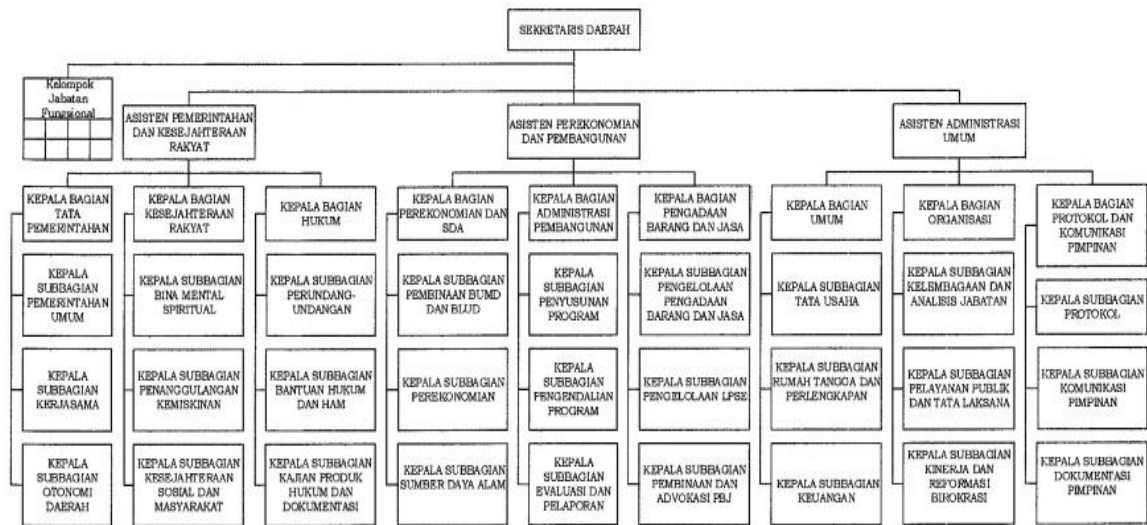 SEKRETARIS DAERAH
Kelompok
Jabatan
Fungsional
ASISTEN PEMERINTAHAN
DAN KESEJAHTERAAN
RAKYAT
ASISTEN PEREKONOMIAN
DAN PEMBANGUNAN
ASISTEN ADMINISTRASI
UMUM
KEPALA BAGIAN
TATA
PEMERINTAHAN
KEPALA BAGIAN
KESEJAHTERAAN
RAKYAT
KEPALA BAGIAN
HUKUM
KEPALA BAGIAN
PEREKONOMIAN DAN
SDA
KEPALA BAGIAN
ADMINISTRASI
PEMBANGUNAN
KEPALA BAGIAN
PENGADAAN
BARANG DAN JASA
KEPALA BAGIAN
UMUM
KEPALA BAGIAN
ORGANISASI
KEPALA BAGIAN
PROTOKOL DAN
KOMUNIKASI
PIMPINAN
KEPALA
SUBBAGIAN
PEMERINTAHAN
UMUM
KEPALA SUBBAGIAN
BINA MENTAL
SPIRITUAL
KEPALA SUBBAGIAN
PERUNDANG-
UNDANGAN
KEPALA SUBBAGIAN
PEMBINAAN BUMD
DAN BLUD
KEPALA
SUBBAGIAN
PENYUSUNAN
PROGRAM
KEPALA SUBBAGIAN
PENGELOLAAN
PENGADAAN
BARANG DAN JASA
KEPALA SUBBAGIAN
TATA USAHA
KEPALA SUBBAGIAN
KELEMBAGAAN DAN
ANALISIS JABATAN
KEPALA SUBBAGIAN
PROTOKOL
KEPALA
SUBBAGIAN
KERJASAMA
KEPALA SUBBAGIAN
PENANGGULANGAN
KEMISKINAN
KEPALA SUBBAGIAN
BANTUAN HUKUM
DAN HAM
KEPALA SUBBAGIAN
PEREKONOMIAN
KEPALA
SUBBAGIAN
PENGENDALIAN
PROGRAM
KEPALA SUBBAGIAN
PENGELOLAAN LPSE
KEPALA SUBBAGIAN
RUMAH TANGGA DAN
PERLENGKAPAN
KEPALA SUBBAGIAN
PELAYANAN PUBLIK
DAN TATA LAKSANA
KEPALA SUBBAGIAN
KOMUNIKASI
PIMPINAN
KEPALA
SUBBAGIAN
OTONOMI
DAERAH
KEPALA SUBBAGIAN
KESEJAHTERAAN
SOSIAL DAN
MASYARAKAT
KEPALA SUBBAGIAN
KAJIAN PRODUK
HUKUM DAN
DOKUMENTASI
KEPALA SUBBAGIAN
SUMBER DAYA ALAM
KEPALA
SUBBAGIAN
EVALUASI DAN
PELAPORAN
KEPALA SUBBAGIAN
PEMBINAAN DAN
ADVOKASI PBJ
KEPALA SUBBAGIAN
KEUANGAN
KEPALA SUBBAGIAN
KINERJA DAN
REFORMASI
BIROKRASI
KEPALA SUBBAGIAN
DOKUMENTASI
PIMPINAN